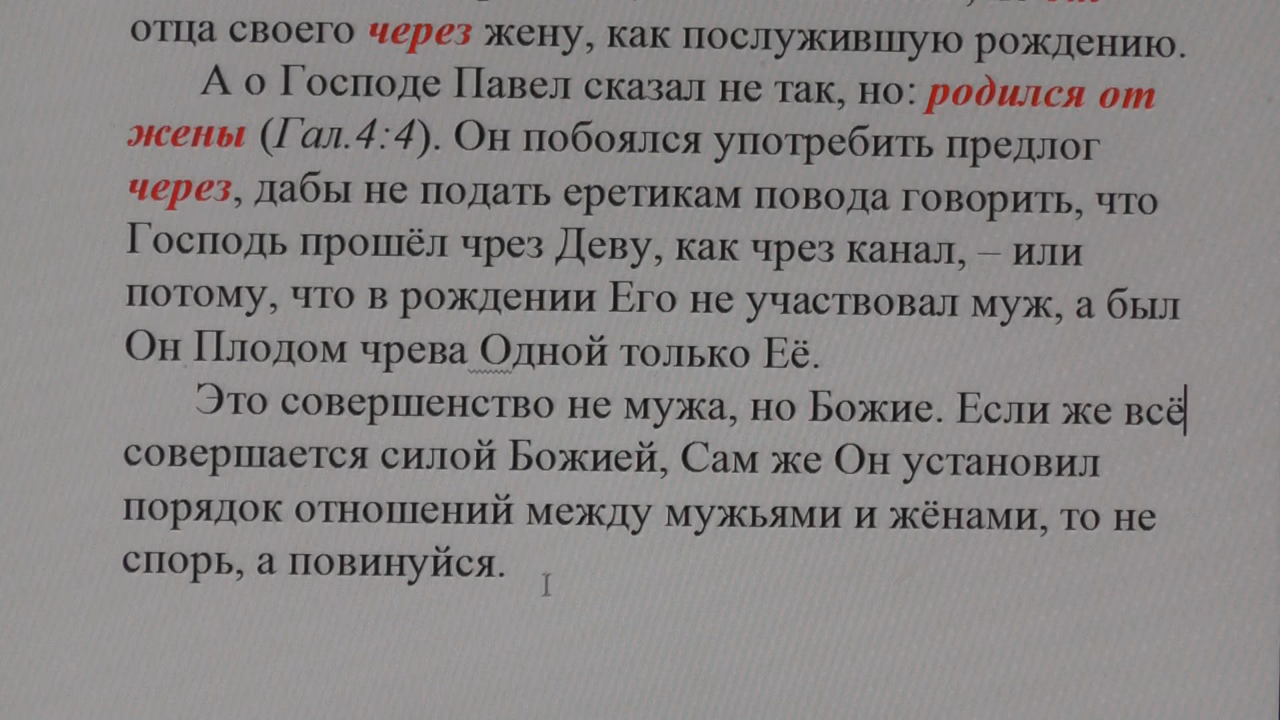 отца своего через жену, как послужившую рождению.
А о Господе Павел сказал не так, но: родился от
жены (Гал.4:4). Он побоялся употребить предлог
через, дабы не подать еретикам повода говорить, что
Господь прошёл чрез Деву, как чрез канал, – или
потому, что в рождении Его не участвовал муж, а был
Он Плодом чрева Одной только Её.
Это совершенство не мужа, но Божие. Если же всё
совершается силой Божией, Сам же Он установил
порядок отношений между мужьями и жёнами, то не
спорь, а повинуйся.